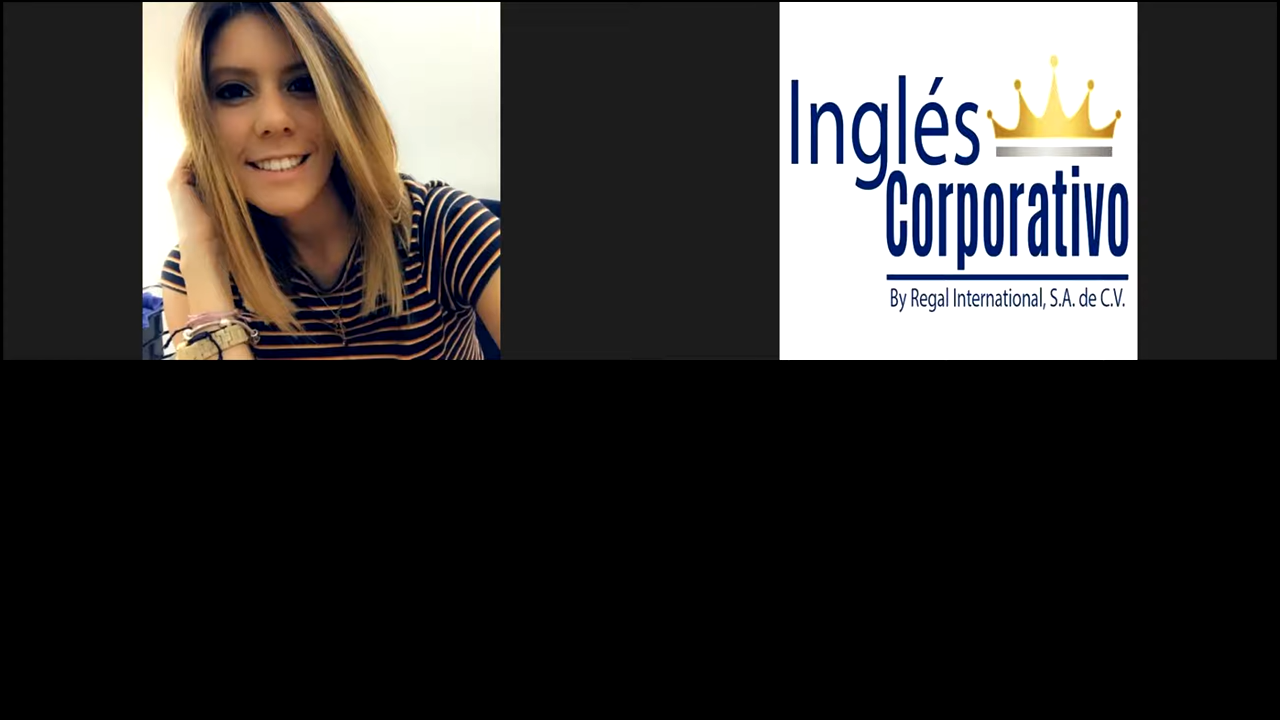 Inglés
Corporativo
By Regal International, S.A. de C.V.